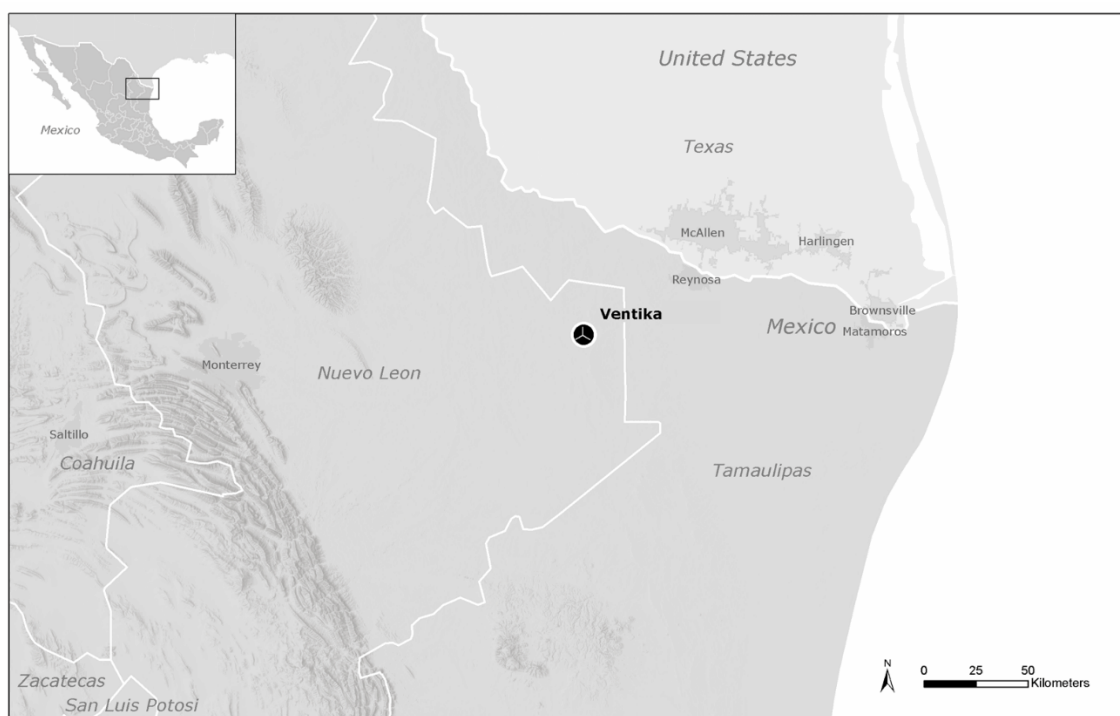 United States
Mexico
Texas
McAllen
Harlingen
Reynosa
Ventika
Brownsville
Mexico
Matamoros
Monterrey
Nuevo Leon
Saltillo
Coahuila
Tamaulipas
N
0 25 50
Kilometers
Zacatecas
San Luis Potosi